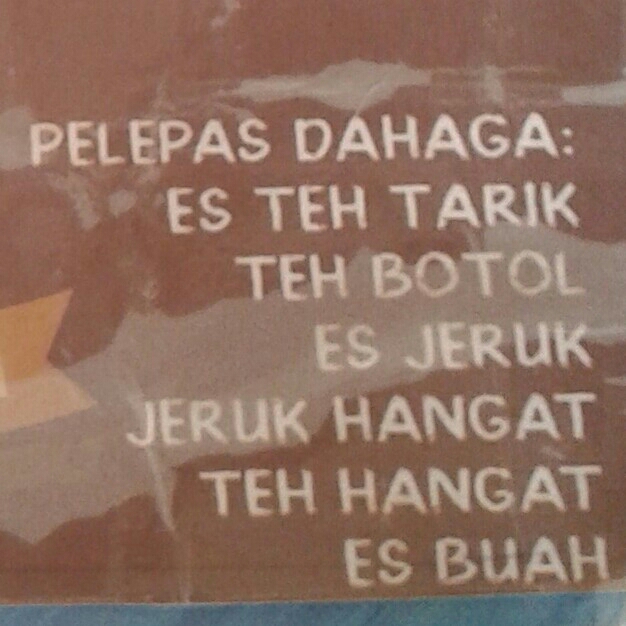 PELEPAS DAHAGA:
ES TEH TARIK
TEH BOTOL
ES JERUK
JERUK HANGAT
TEH HANGAT
ES BUAH